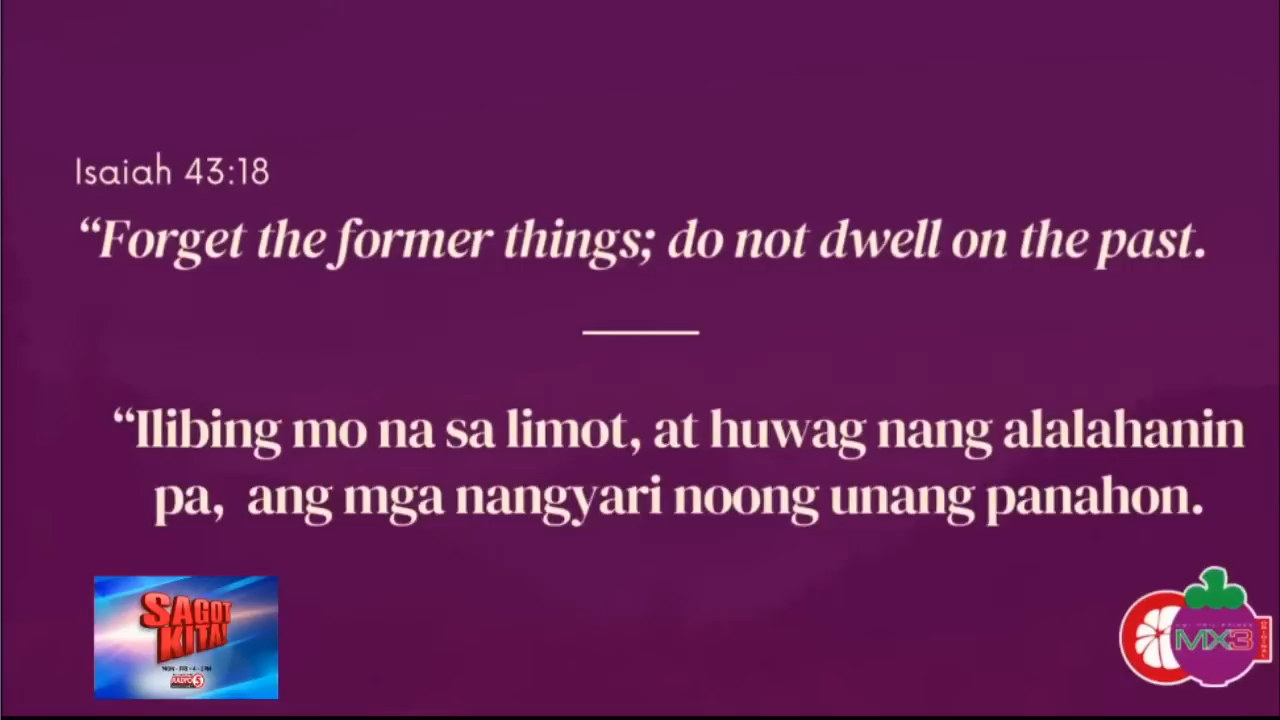 Isaiah 43:18
“Forget the former things; do not dwell on the past.
“Ilibing mo na sa limot, at huwag nang alalahanin
pa, ang mga nangyari noong unang panahon.
SAGOT
KITA!
MX3